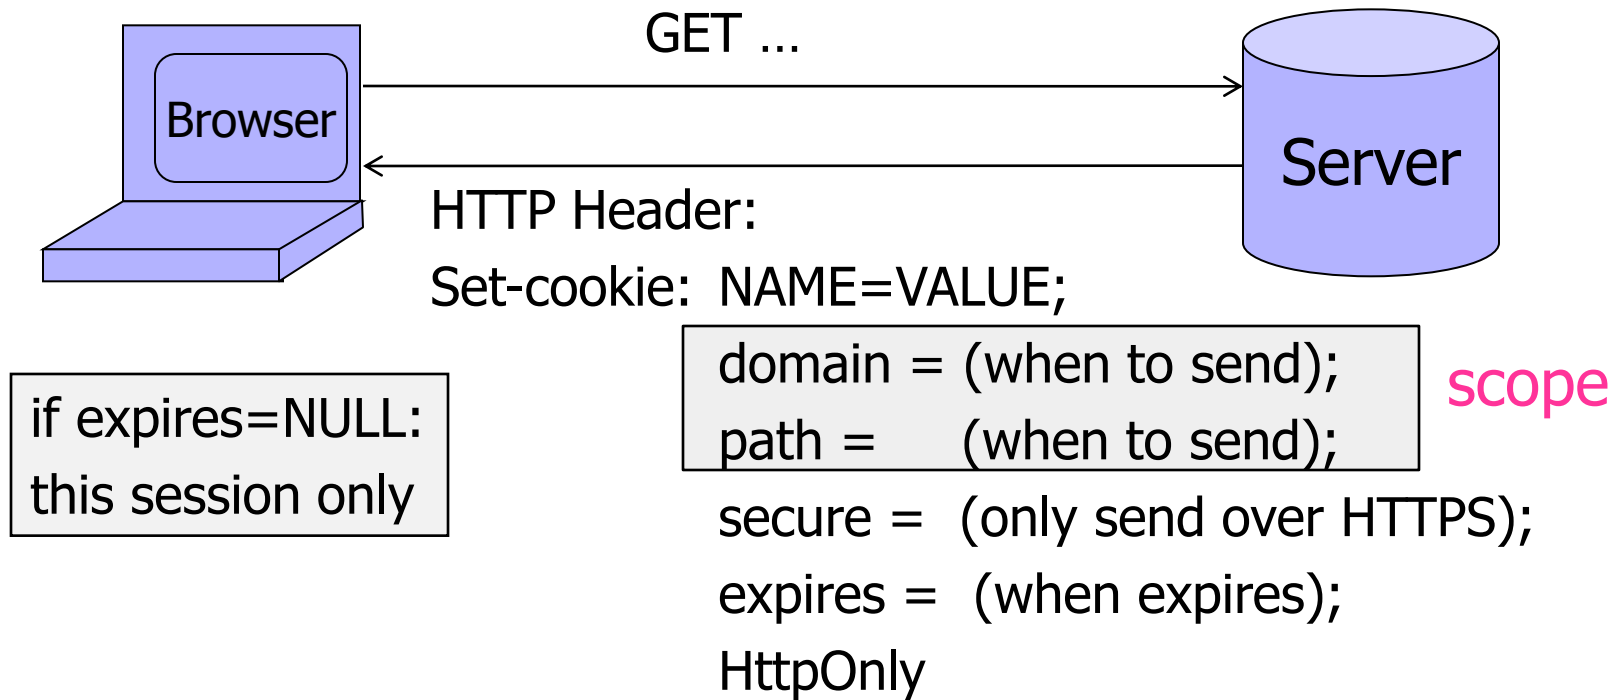 GET ...
Browser
Server
HTTP Header:
Set-cookie: NAME=VALUE;
domain = (when to send);
scope
path = (when to send);
if expires=NULL:
this session only
secure = (only send over HTTPS);
expires = (when expires);
HttpOnly